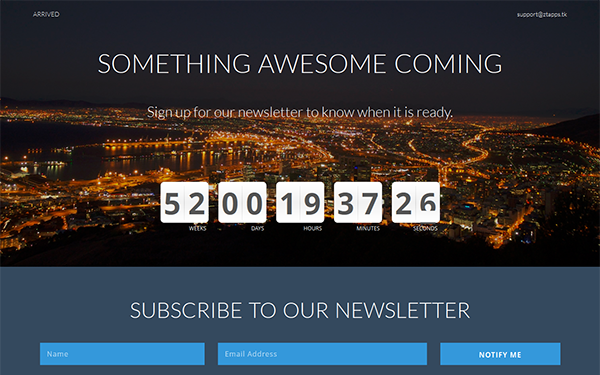 ARRIVED support@ztapps.tk
SOMETHING AWESOME COMING
Sign up for our newsletter to know when it is ready.
52 00 19 37 26
WEEKS DAYS HOURS MINUTES SECONDS
SUBSCRIBE TO OUR NEWSLETTER
Name Email Address NOTIFY ME